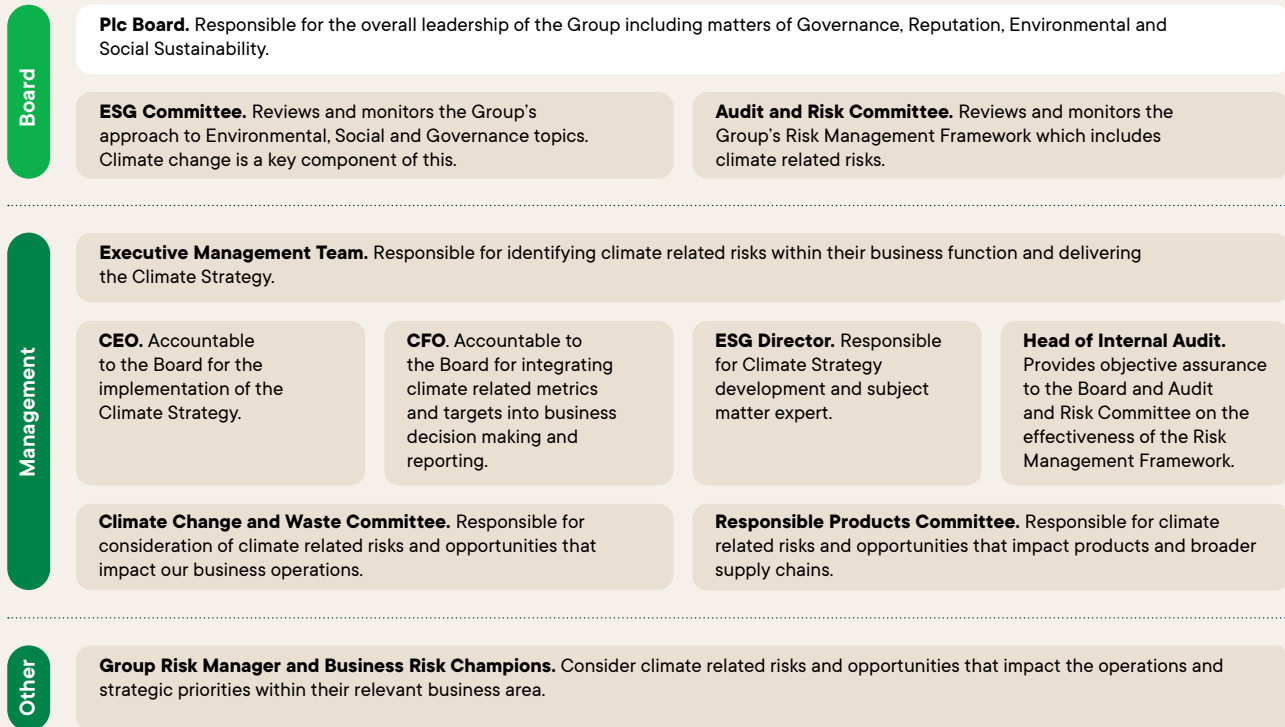 Board
Plc Board. Responsible for the overall leadership of the Group including matters of Governance, Reputation, Environmental and
Social Sustainability.
ESG Committee. Reviews and monitors the Group’s
approach to Environmental, Social and Governance topics.
Climate change is a key component of this.
Audit and Risk Committee. Reviews and monitors the
Group’s Risk Management Framework which includes
climate related risks.
Management
Executive Management Team. Responsible for identifying climate related risks within their business function and delivering
the Climate Strategy.
CEO. Accountable
to the Board for the
implementation of the
Climate Strategy.
CFO. Accountable to
the Board for integrating
climate related metrics
and targets into business
decision making and
reporting.
ESG Director. Responsible
for Climate Strategy
development and subject
matter expert.
Head of Internal Audit.
Provides objective assurance
to the Board and Audit
and Risk Committee on the
effectiveness of the Risk
Management Framework.
Climate Change and Waste Committee. Responsible for
consideration of climate related risks and opportunities that
impact our business operations.
Responsible Products Committee. Responsible for climate
related risks and opportunities that impact products and broader
supply chains.
Other
Group Risk Manager and Business Risk Champions. Consider climate related risks and opportunities that impact the operations and
strategic priorities within their relevant business area.